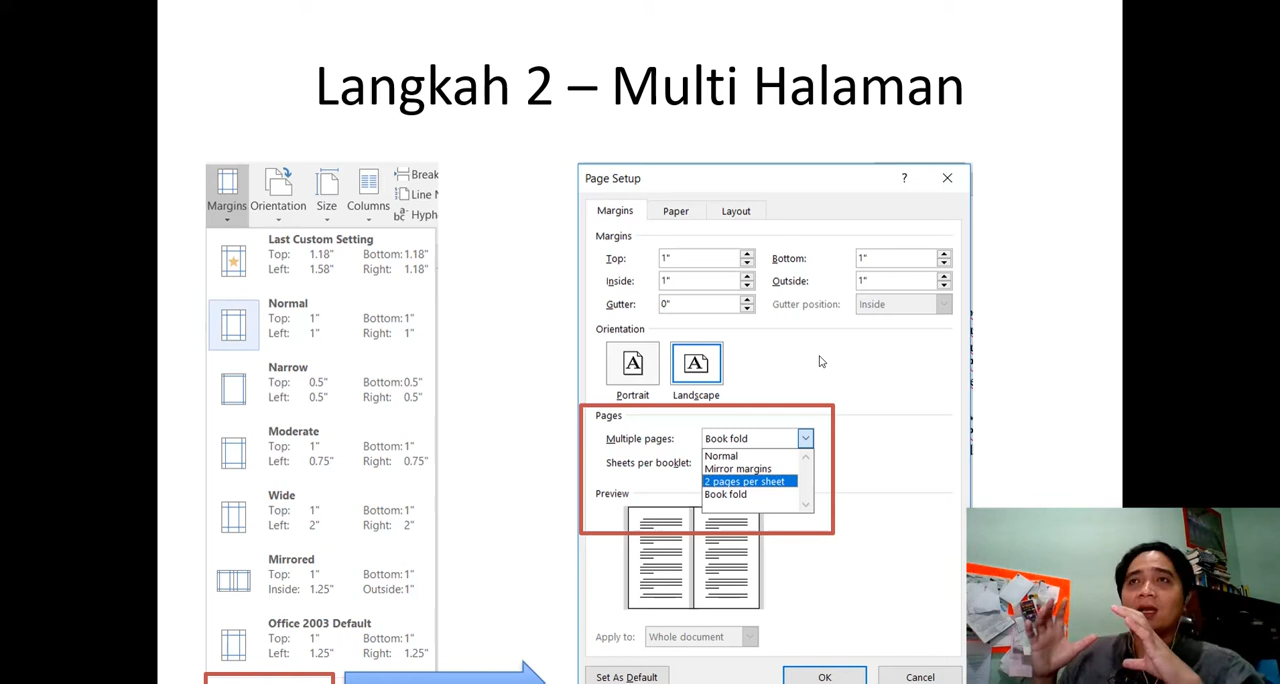 Langkah 2 – Multi Halaman
Margins Orientation Size Columns
Break
Line N
Hyph
Last Custom Setting
Top: 1.18" Bottom: 1.18"
Left: 1.58" Right: 1.18"
Normal
Top: 1" Bottom: 1"
Left: 1" Right: 1"
Narrow
Top: 0.5" Bottom: 0.5"
Left: 0.5" Right: 0.5"
Moderate
Top: 1" Bottom: 1"
Left: 0.75" Right: 0.75"
Wide
Top: 1" Bottom: 1"
Left: 2" Right: 2"
Mirrored
Top: 1" Bottom: 1"
Inside: 1.25" Outside: 1"
Office 2003 Default
Top: 1" Bottom: 1"
Left: 1.25" Right: 1.25"
Page Setup ? ×
Margins Paper Layout
Margins
Top: 1" Bottom: 1"
Inside: 1" Outside: 1"
Gutter: 0" Gutter position: Inside
Orientation
A A
Portrait Landscape
Pages
Multiple pages: Book fold
Normal
Sheets per booklet: Mirror margins
2 pages per sheet
Book fold
Preview
Apply to: Whole document
Set As Default OK Cancel